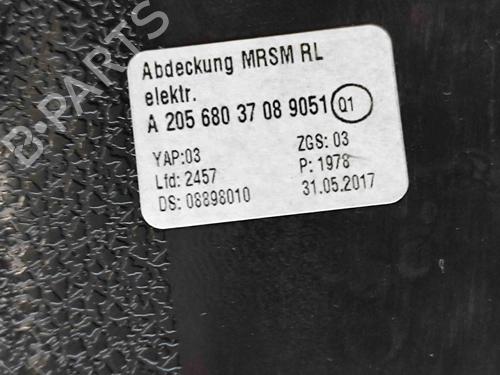 B-PARTS
Abdeckung MRSM RL
elektr.
A 205 680 37 08 9051 Q1
YAP:03 ZGS: 03
Lfd: 2457 P: 1978
DS: 08898010 31.05.2017